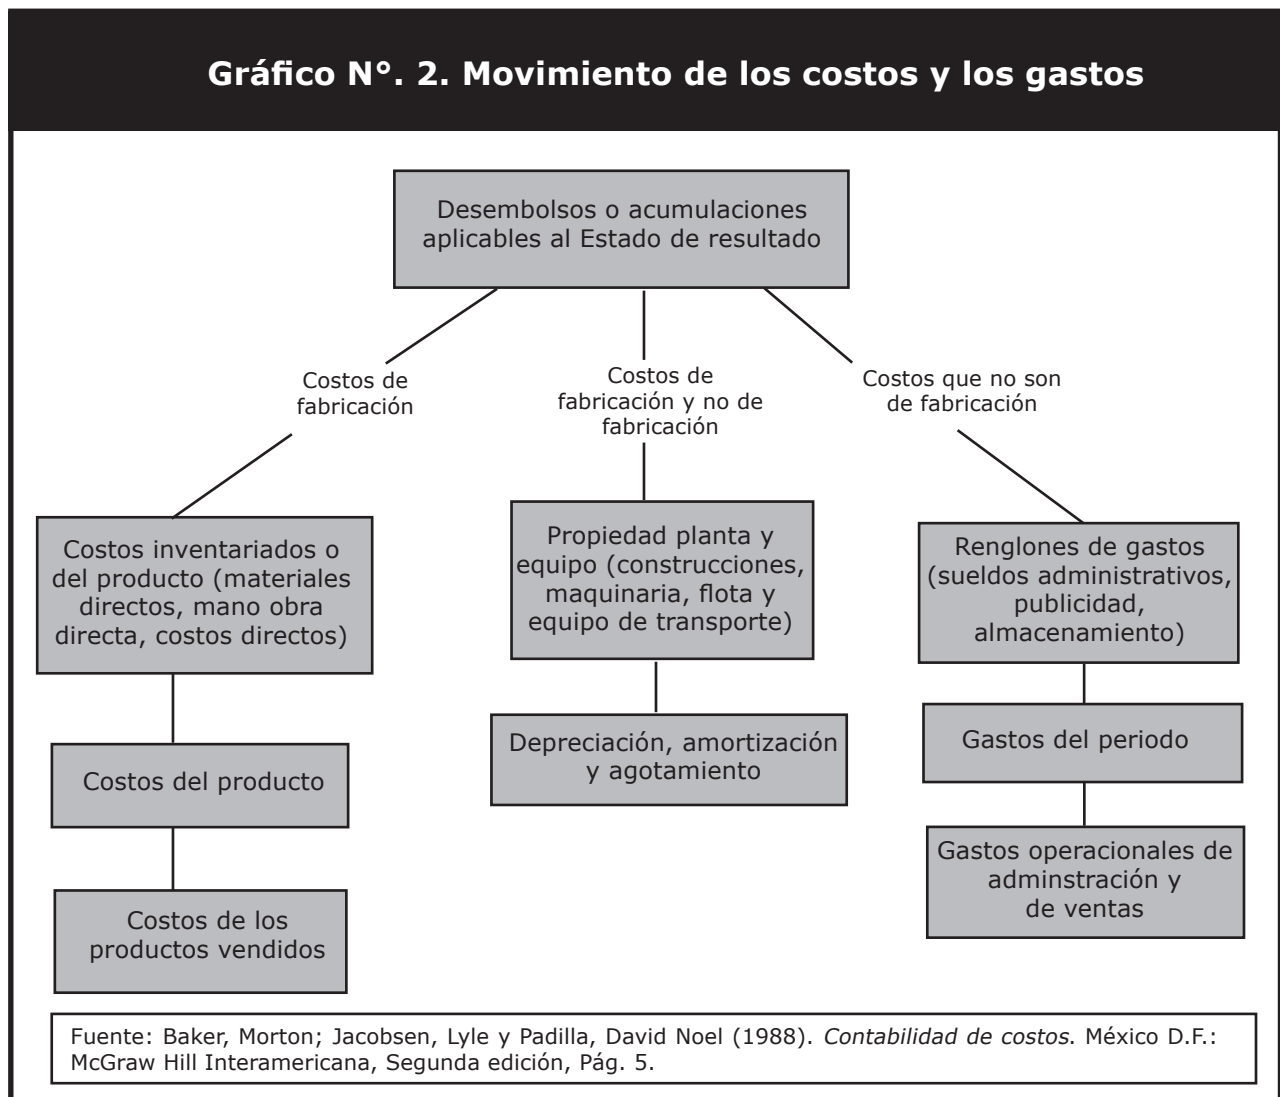 Gráfico N°. 2. Movimiento de los costos y los gastos
Desembolsos o acumulaciones
aplicables al Estado de resultado
Costos de
fabricación
Costos de
fabricación y no de
fabricación
Costos que no son
de fabricación
Costos inventariados o
del producto (materiales
directos, mano obra
directa, costos directos)
Propiedad planta y
equipo (construcciones,
maquinaria, flota y
equipo de transporte)
Renglones de gastos
(sueldos administrativos,
publicidad,
almacenamiento)
Costos del producto
Depreciación, amortización
y agotamiento
Gastos del periodo
Costos de los
productos vendidos
Gastos operacionales de
adminstración y
de ventas
Fuente: Baker, Morton; Jacobsen, Lyle y Padilla, David Noel (1988). Contabilidad de costos. México D.F.:
McGraw Hill Interamericana, Segunda edición, Pág. 5.